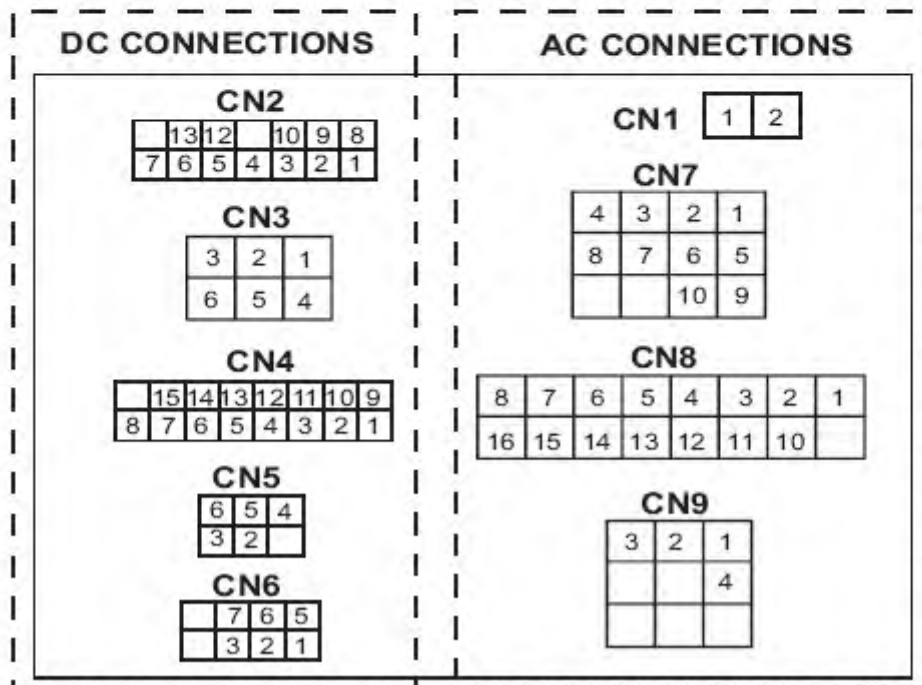 DC CONNECTIONS
CN2
13 12 10 9 8
7 6 5 4 3 2 1
CN3
3 2 1
6 5 4
CN4
15 14 13 12 11 10 9
8 7 6 5 4 3 2 1
CN5
6 5 4
3 2
CN6
7 6 5
3 2 1
AC CONNECTIONS
CN1 1 2
CN7
4 3 2 1
8 7 6 5
10 9
CN8
8 7 6 5 4 3 2 1
16 15 14 13 12 11 10
CN9
3 2 1
4